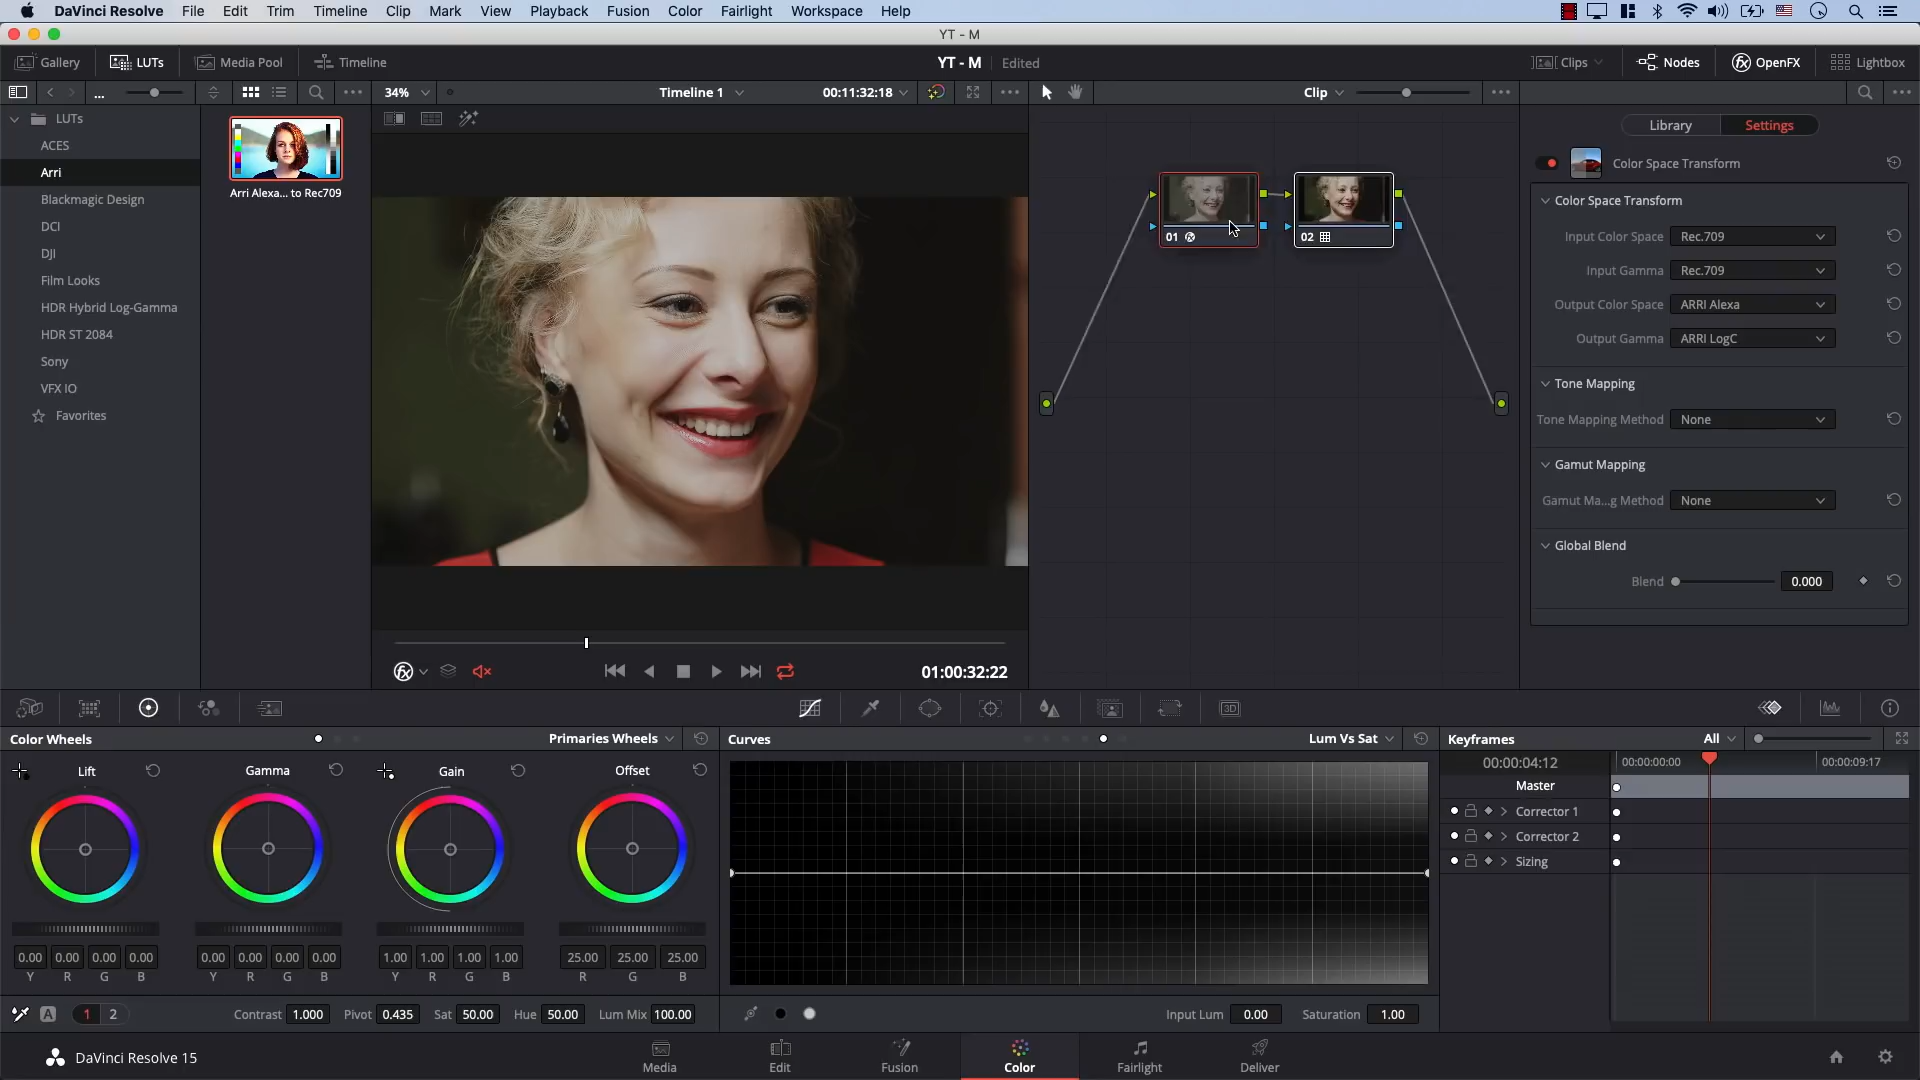 DaVinci Resolve File Edit Trim Timeline Clip Mark View Playback Fusion Color Fairlight Workspace Help
YT - M
Gallery LUTs Media Pool Timeline YT - M Edited Clips Nodes OpenFX Lightbox
... 34% Timeline 1 00:11:32:18 Clip
LUTs
ACES
Arri
Blackmagic Design
DCI
DJI
Film Looks
HDR Hybrid Log-Gamma
HDR ST 2084
Sony
VFX IO
Favorites
Arri Alexa... to Rec709
01
02
Library Settings
Color Space Transform
Color Space Transform
Input Color Space Rec.709
Input Gamma Rec.709
Output Color Space ARRI Alexa
Output Gamma ARRI LogC
Tone Mapping
Tone Mapping Method None
Gamut Mapping
Gamut Ma...g Method None
Global Blend
Blend 0.000
01:00:32:22
3D
Color Wheels Primaries Wheels
Lift Gamma Gain Offset
0.00 0.00 0.00 0.00 0.00 0.00 0.00 0.00 1.00 1.00 1.00 1.00 25.00 25.00 25.00
Y R G B Y R G B Y R G B R G B
A 1 2 Contrast 1.000 Pivot 0.435 Sat 50.00 Hue 50.00 Lum Mix 100.00
Curves Lum Vs Sat
Input Lum 0.00 Saturation 1.00
Keyframes All
00:00:04:12 00:00:00:00 00:00:09:17
Master
Corrector 1
Corrector 2
Sizing
DaVinci Resolve 15 Media Edit Fusion Color Fairlight Deliver